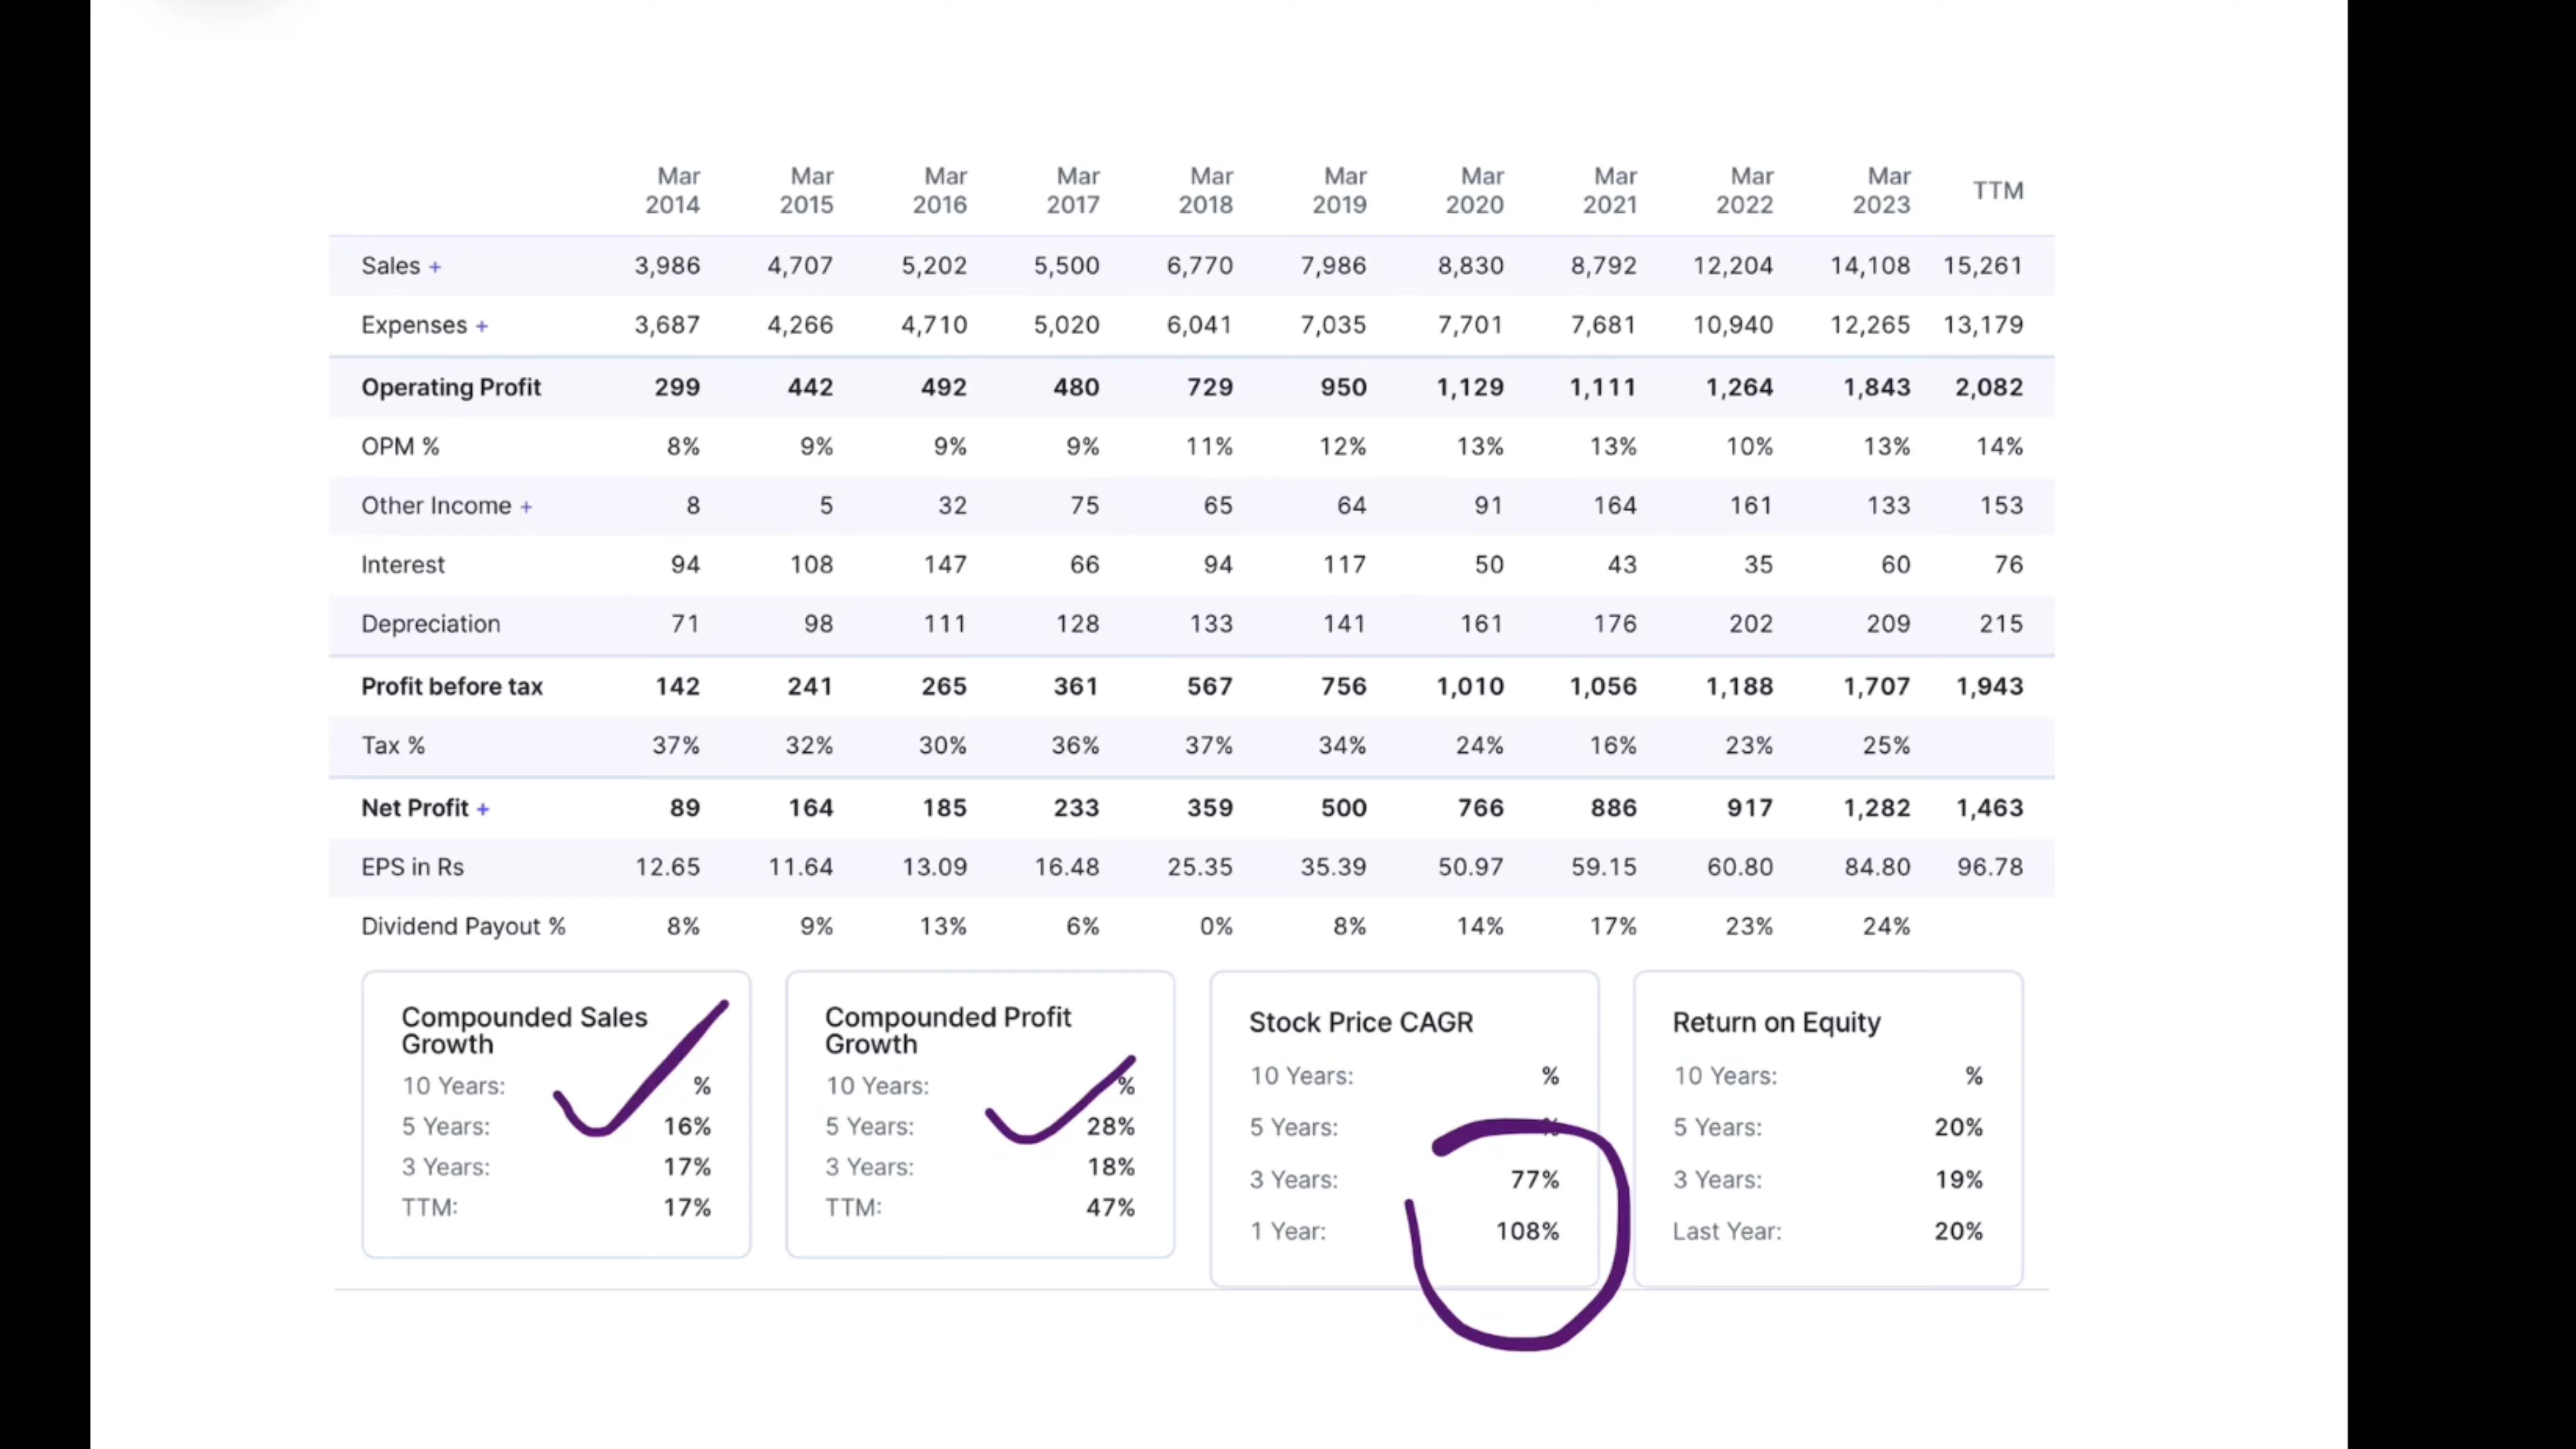 Mar 2014 Mar 2015 Mar 2016 Mar 2017 Mar 2018 Mar 2019 Mar 2020 Mar 2021 Mar 2022 Mar 2023 TTM
Sales + 3,986 4,707 5,202 5,500 6,770 7,986 8,830 8,792 12,204 14,108 15,261
Expenses + 3,687 4,266 4,710 5,020 6,041 7,035 7,701 7,681 10,940 12,265 13,179
Operating Profit 299 442 492 480 729 950 1,129 1,111 1,264 1,843 2,082
OPM % 8% 9% 9% 9% 11% 12% 13% 13% 10% 13% 14%
Other Income + 8 5 32 75 65 64 91 164 161 133 153
Interest 94 108 147 66 94 117 50 43 35 60 76
Depreciation 71 98 111 128 133 141 161 176 202 209 215
Profit before tax 142 241 265 361 567 756 1,010 1,056 1,188 1,707 1,943
Tax % 37% 32% 30% 36% 37% 34% 24% 16% 23% 25%
Net Profit + 89 164 185 233 359 500 766 886 917 1,282 1,463
EPS in Rs 12.65 11.64 13.09 16.48 25.35 35.39 50.97 59.15 60.80 84.80 96.78
Dividend Payout % 8% 9% 13% 6% 0% 8% 14% 17% 23% 24%
Compounded Sales
Growth
10 Years: %
5 Years: 16%
3 Years: 17%
TTM: 17%
Compounded Profit
Growth
10 Years: %
5 Years: 28%
3 Years: 18%
TTM: 47%
Stock Price CAGR
10 Years: %
5 Years: %
3 Years: 77%
1 Year: 108%
Return on Equity
10 Years: %
5 Years: 20%
3 Years: 19%
Last Year: 20%